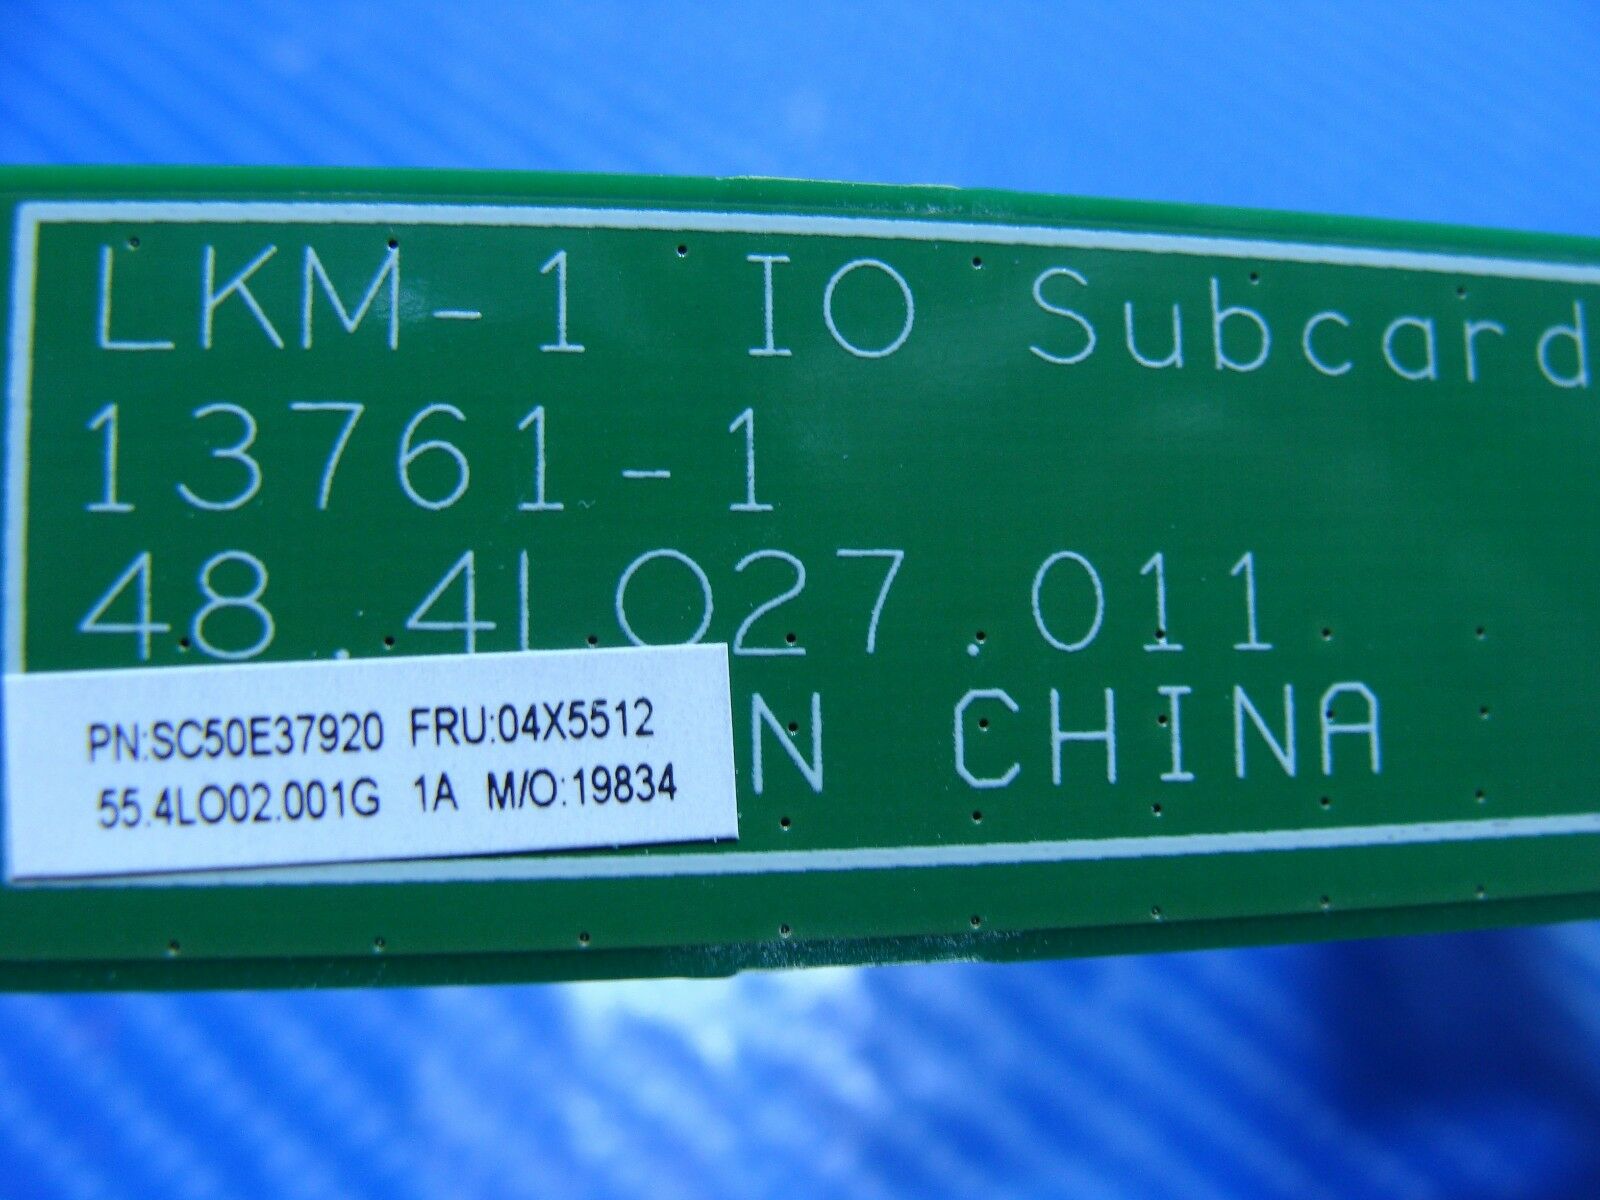 LKM-1 IO Subcard
13761-1
48.4LO27.011
N CHINA
PN:SC50E37920 FRU:04X5512
55.4LO02.001G 1A M/O:19834